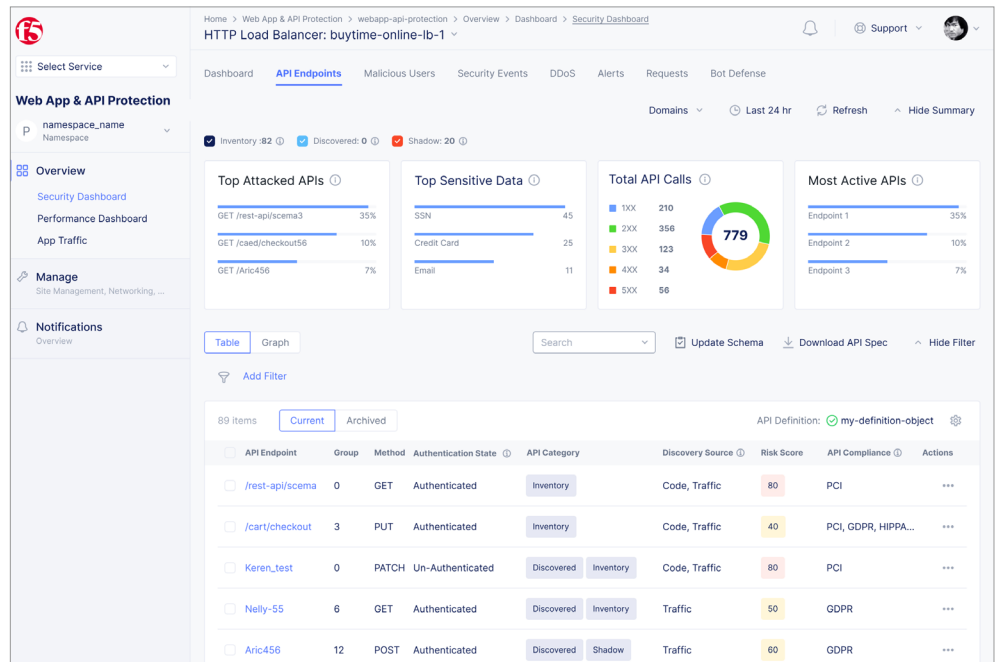 Home > Web App & API Protection > webapp-api-protection > Overview > Dashboard > Security Dashboard
HTTP Load Balancer: buytime-online-lb-1
Support
f5
Select Service
Web App & API Protection
P
namespace_name
Namespace
Overview
Security Dashboard
Performance Dashboard
App Traffic
Manage
Site Management, Networking, ...
Notifications
Overview
Dashboard API Endpoints Malicious Users Security Events DDoS Alerts Requests Bot Defense
Domains Last 24 hr Refresh Hide Summary
Inventory :82 Discovered: 0 Shadow: 20
Top Attacked APIs
GET /rest-api/scema3 35%
GET /caed/checkout56 10%
GET /Aric456 7%
Top Sensitive Data
SSN 45
Credit Card 25
Email 11
Total API Calls
1XX 210
2XX 356
3XX 123
4XX 34
5XX 56
779
Most Active APIs
Endpoint 1 35%
Endpoint 2 10%
Endpoint 3 7%
Table Graph Search Update Schema Download API Spec Hide Filter
Add Filter
89 items Current Archived API Definition: my-definition-object
API Endpoint Group Method Authentication State API Category Discovery Source Risk Score API Compliance Actions
/rest-api/scema 0 GET Authenticated Inventory Code, Traffic 80 PCI
/cart/checkout 3 PUT Authenticated Inventory Code, Traffic 40 PCI, GDPR, HIPPA...
Keren_test 0 PATCH Un-Authenticated Discovered Inventory Code, Traffic 80 PCI
Nelly-55 6 GET Authenticated Discovered Inventory Traffic 50 GDPR
Aric456 12 POST Authenticated Discovered Shadow Traffic 60 GDPR